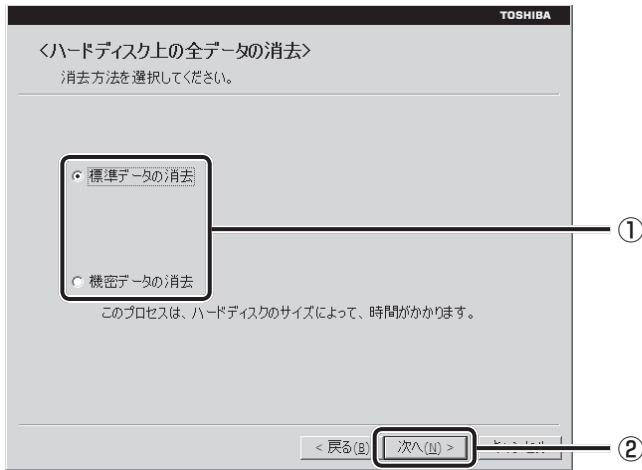 TOSHIBA
<ハードディスク上の全データの消去>
消去方法を選択してください。
標準データの消去
①
機密データの消去
このプロセスは、ハードディスクのサイズによって、時間がかかります。
< 戻る(B) 次へ(N) >
②